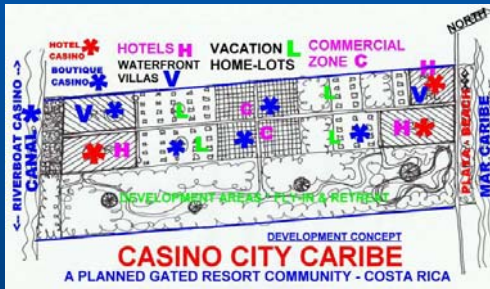 NORTH
HOTEL CASINO
HOTELS H
VACATION HOME-LOTS L
COMMERCIAL ZONE C
BOUTIQUE CASINO
WATERFRONT VILLAS V
<-- RIVERBOAT CASINO -->
CANAL
H
V
L
C
L
V
H
C
L
H
PLAYA - BEACH
MAR CARIBE
DEVELOPMENT AREAS - FLY-IN & RETREAT
DEVELOPMENT CONCEPT
CASINO CITY CARIBE
A PLANNED GATED RESORT COMMUNITY - COSTA RICA